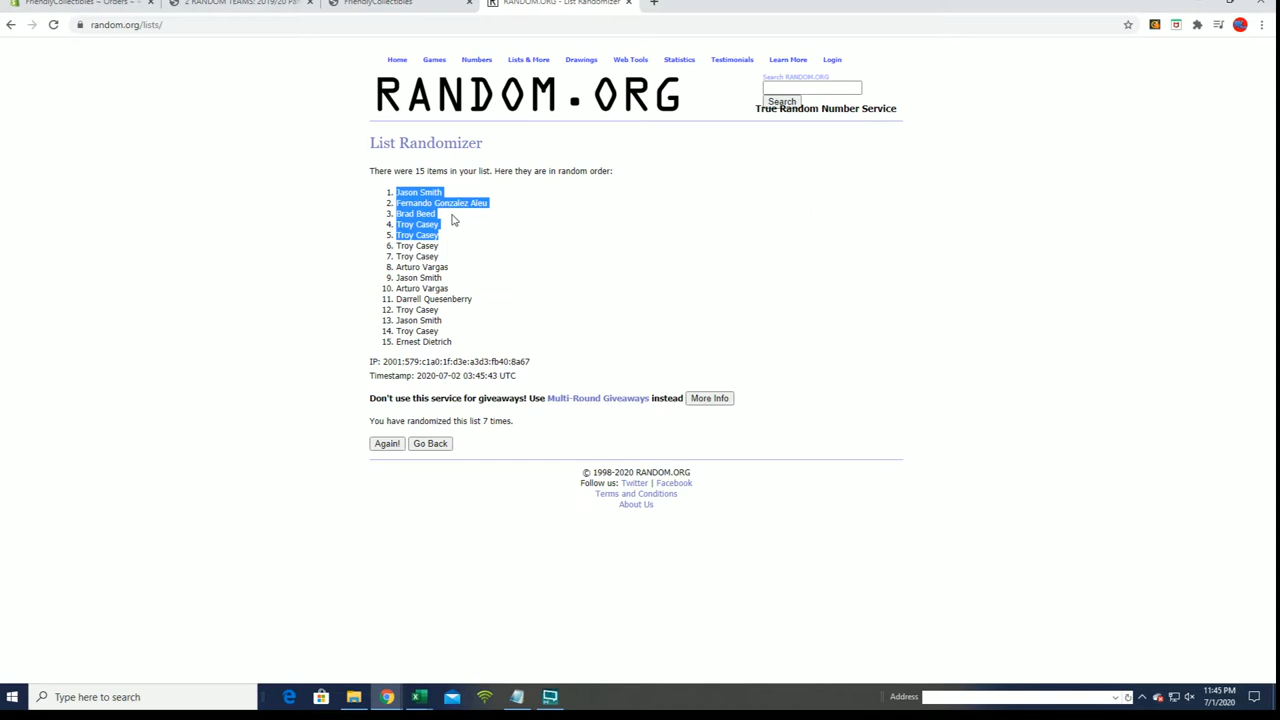 FriendlyCollectibles ~ Orders ~
2 RANDOM TEAMS: 2019/20 Pa
FriendlyCollectibles
RANDOM.ORG - List Randomizer
random.org/lists/
Home Games Numbers Lists & More Drawings Web Tools Statistics Testimonials Learn More Login
RANDOM.ORG
Search RANDOM.ORG
Search
True Random Number Service
List Randomizer
There were 15 items in your list. Here they are in random order:
1. Jason Smith
2. Fernando Gonzalez Aleu
3. Brad Beed
4. Troy Casey
5. Troy Casey
6. Troy Casey
7. Troy Casey
8. Arturo Vargas
9. Jason Smith
10. Arturo Vargas
11. Darrell Quesenberry
12. Troy Casey
13. Jason Smith
14. Troy Casey
15. Ernest Dietrich
IP: 2001:579:c1a0:1f:d3e:a3d3:fb40:8a67
Timestamp: 2020-07-02 03:45:43 UTC
Don't use this service for giveaways! Use Multi-Round Giveaways instead More Info
You have randomized this list 7 times.
Again! Go Back
© 1998-2020 RANDOM.ORG
Follow us: Twitter | Facebook
Terms and Conditions
About Us
Type here to search
Address
11:45 PM
7/1/2020